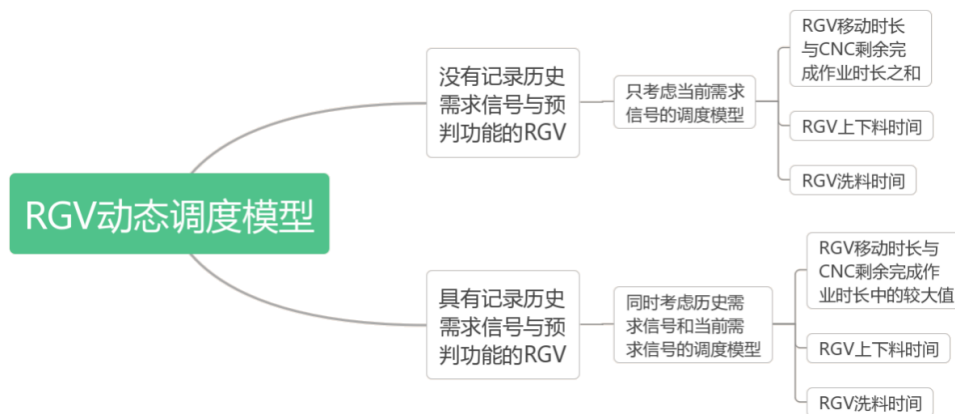 RGV动态调度模型
没有记录历史
需求信号与预
判功能的RGV
只考虑当前需求
信号的调度模型
RGV移动时长
与CNC剩余完
成作业时长之和
RGV上下料时间
RGV洗料时间
具有记录历史
需求信号与预
判功能的RGV
同时考虑历史需
求信号和当前需
求信号的调度模型
RGV移动时长与
CNC剩余完成作
业时长中的较大值
RGV上下料时间
RGV洗料时间